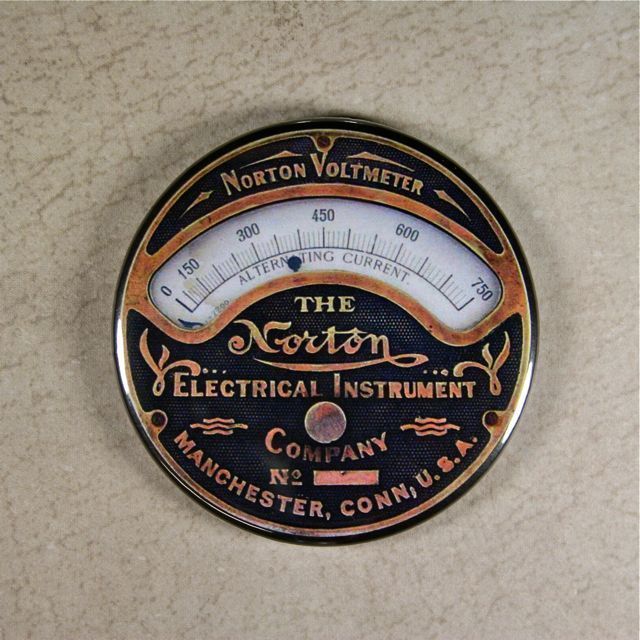 NORTON VOLTMETER
0 150 300 450 600 750
ALTERNATING CURRENT.
THE
Norton
ELECTRICAL INSTRUMENT
COMPANY
No
MANCHESTER, CONN, U.S.A.